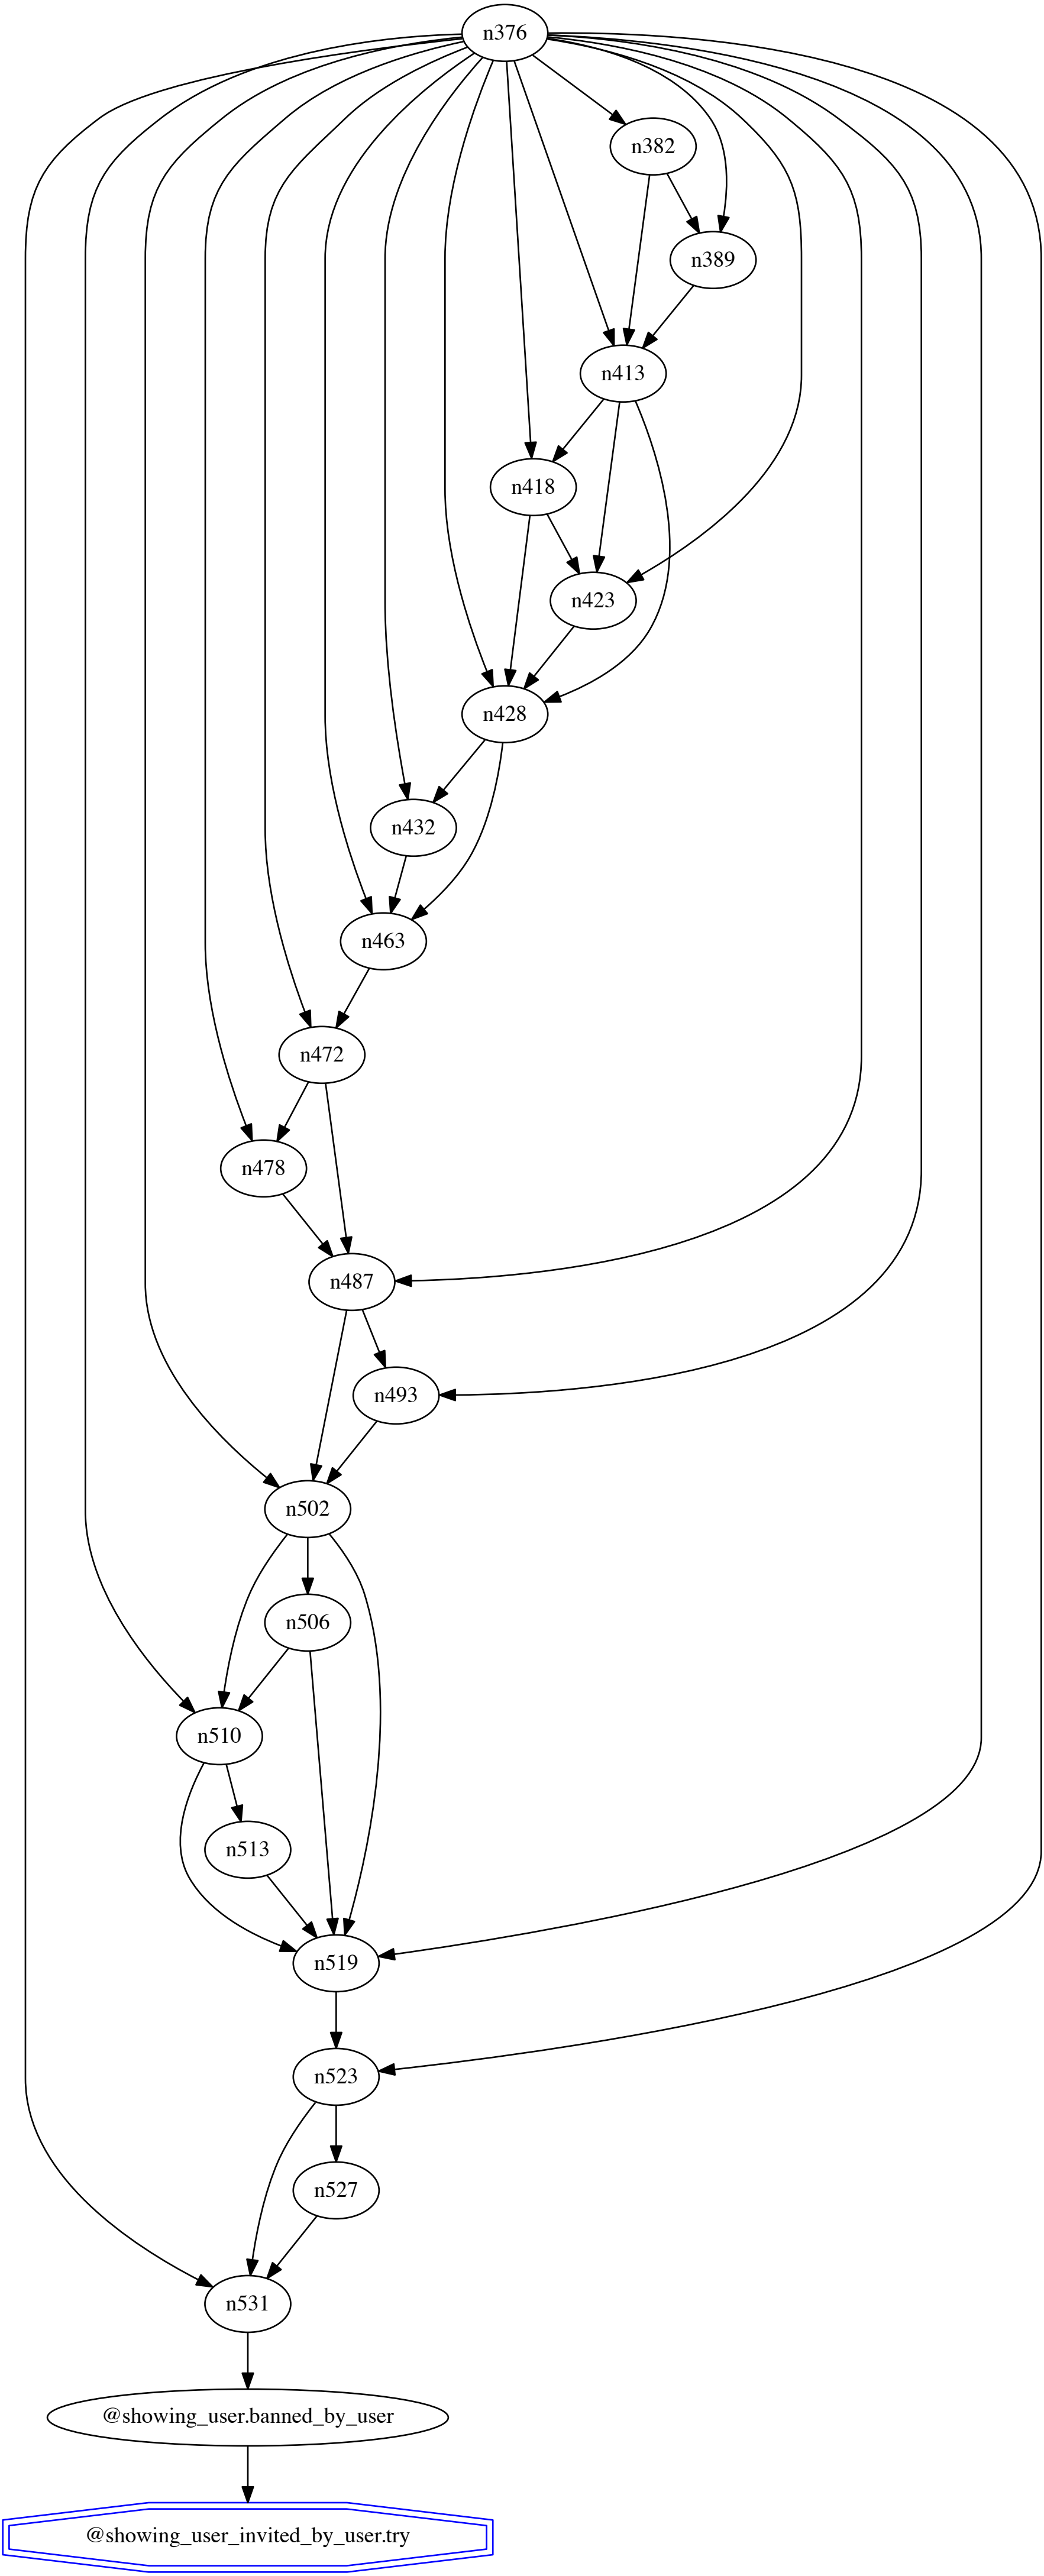 n376
n382
n389
n413
n418
n423
n428
n432
n463
n472
n478
n487
n493
n502
n506
n510
n513
n519
n523
n527
n531
@showing_user.banned_by_user
@showing_user_invited_by_user.try